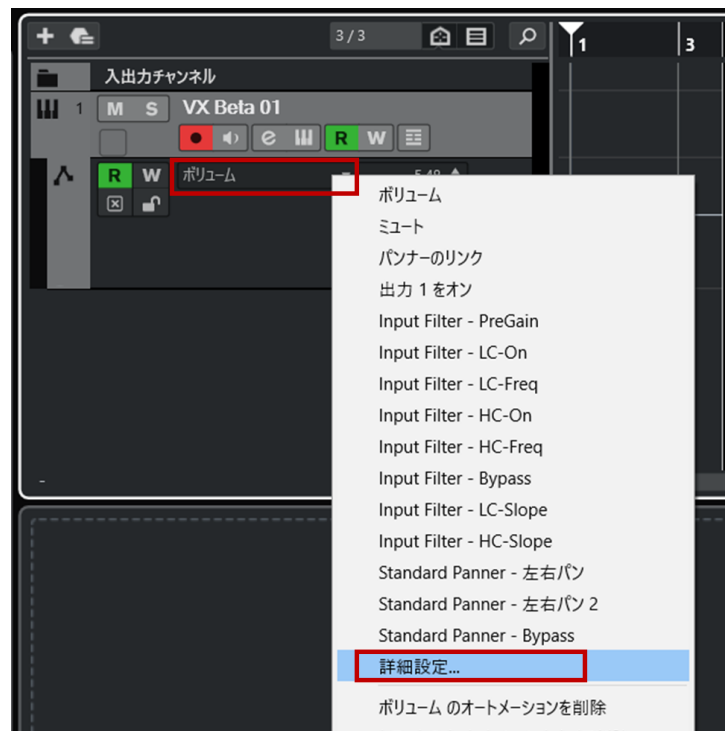 3 / 3
1
3
入出力チャンネル
1
M S VX Beta 01
e R W
R W ボリューム 5.48
ボリューム
ミュート
パンナーのリンク
出力 1 をオン
Input Filter - PreGain
Input Filter - LC-On
Input Filter - LC-Freq
Input Filter - HC-On
Input Filter - HC-Freq
Input Filter - Bypass
Input Filter - LC-Slope
Input Filter - HC-Slope
Standard Panner - 左右パン
Standard Panner - 左右パン 2
Standard Panner - Bypass
詳細設定...
ボリューム のオートメーションを削除